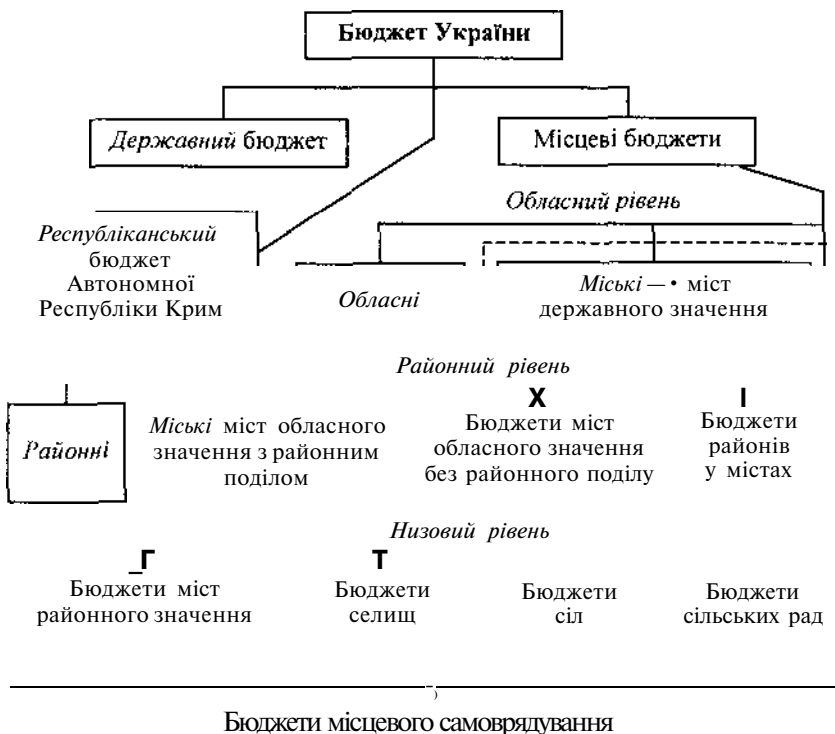 Бюджет України
Державний бюджет
Місцеві бюджети
Обласний рівень
Республіканський
бюджет
Автономної
Республіки Крим
Обласні
Міські — • міст
державного значення
Районний рівень
Районні
Міські міст обласного
значення з районним
поділом
X
Бюджети міст
обласного значення
без районного поділу
I
Бюджети
районів
у містах
Низовий рівень
_Г
Бюджети міст
районного значення
Т
Бюджети
селищ
Бюджети
сіл
Бюджети
сільських рад
Бюджети місцевого самоврядування